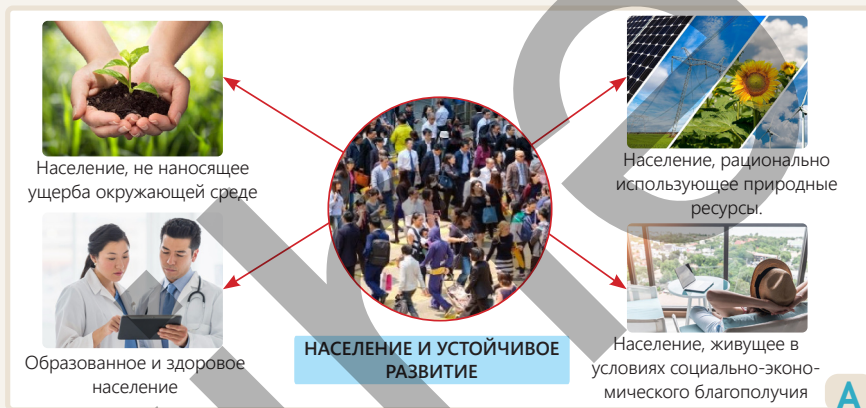 Население, не наносящее
ущерба окружающей среде
Население, рационально
использующее природные
ресурсы.
Образованное и здоровое
население
НАСЕЛЕНИЕ И УСТОЙЧИВОЕ
РАЗВИТИЕ
Население, живущее в
условиях социально-эконо-
мического благополучия
A